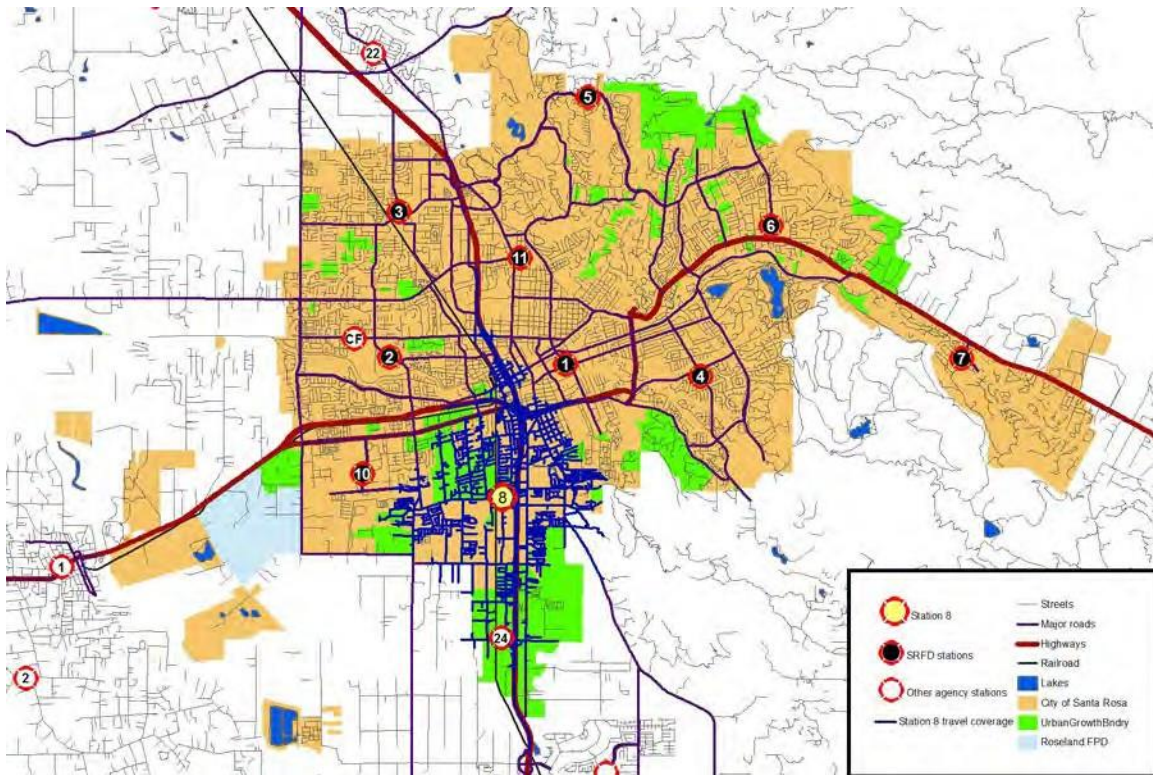 22
5
3
6
11
CF
2
1
7
4
10
8
1
24
2
Station 8
SRFD stations
Other agency stations
Station 8 travel coverage
Streets
Major roads
Highways
Railroad
Lakes
City of Santa Rosa
UrbanGrowthBndry
Roseland FPD